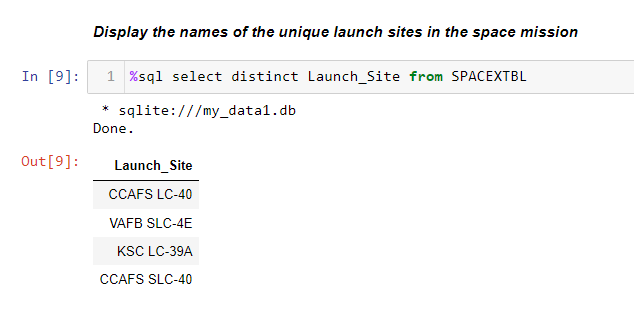 Display the names of the unique launch sites in the space mission
In [9]: 1 %sql select distinct Launch_Site from SPACEXTBL
* sqlite:///my_data1.db
Done.
Out[9]: Launch_Site
CCAFS LC-40
VAFB SLC-4E
KSC LC-39A
CCAFS SLC-40